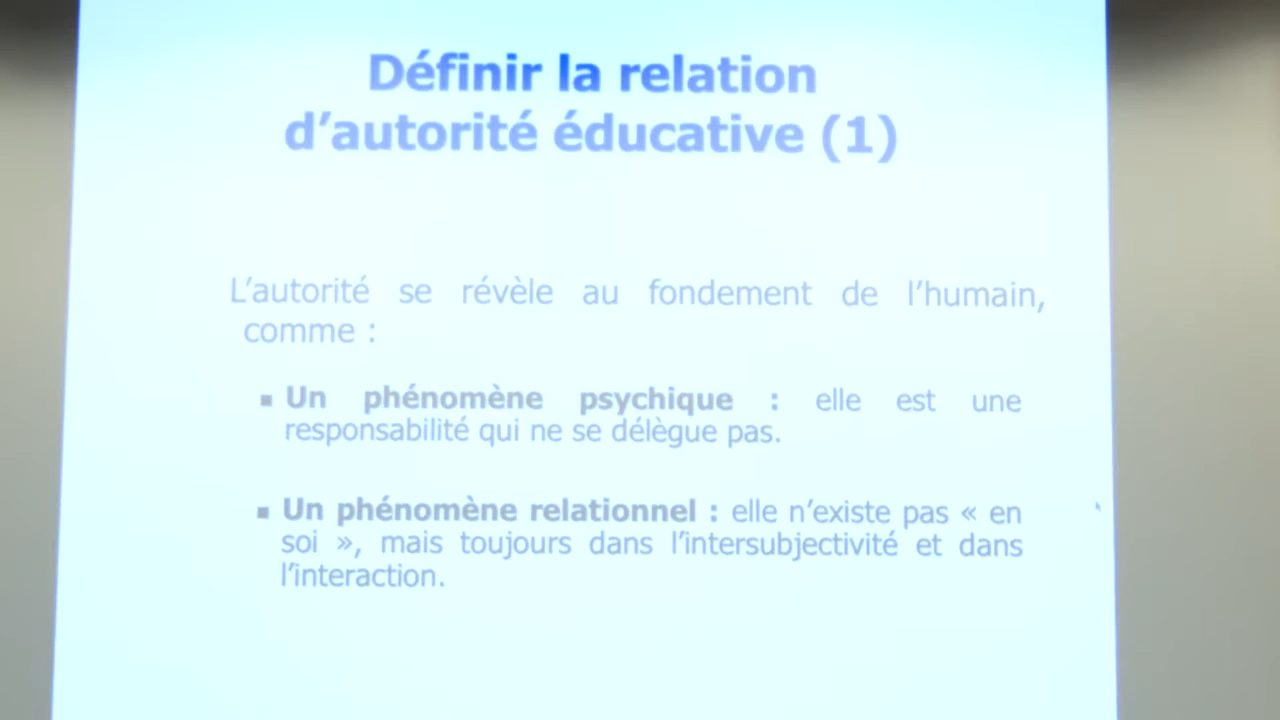 Définir la relation
d’autorité éducative (1)
L’autorité se révèle au fondement de l’humain,
comme :
▪ Un phénomène psychique : elle est une
responsabilité qui ne se délègue pas.
▪ Un phénomène relationnel : elle n’existe pas « en
soi », mais toujours dans l’intersubjectivité et dans
l’interaction.